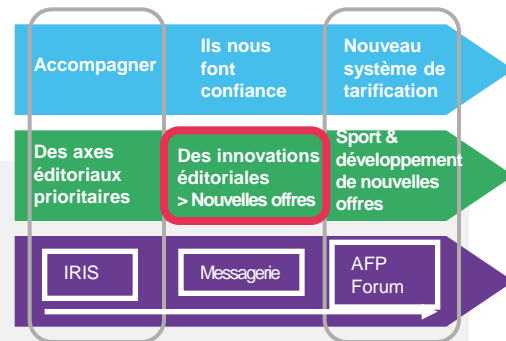 Accompagner
Ils nous
font
confiance
Nouveau
système de
tarification
Des axes
éditoriaux
prioritaires
Des innovations
éditoriales
> Nouvelles offres
Sport &
développement
de nouvelles
offres
IRIS
Messagerie
AFP
Forum